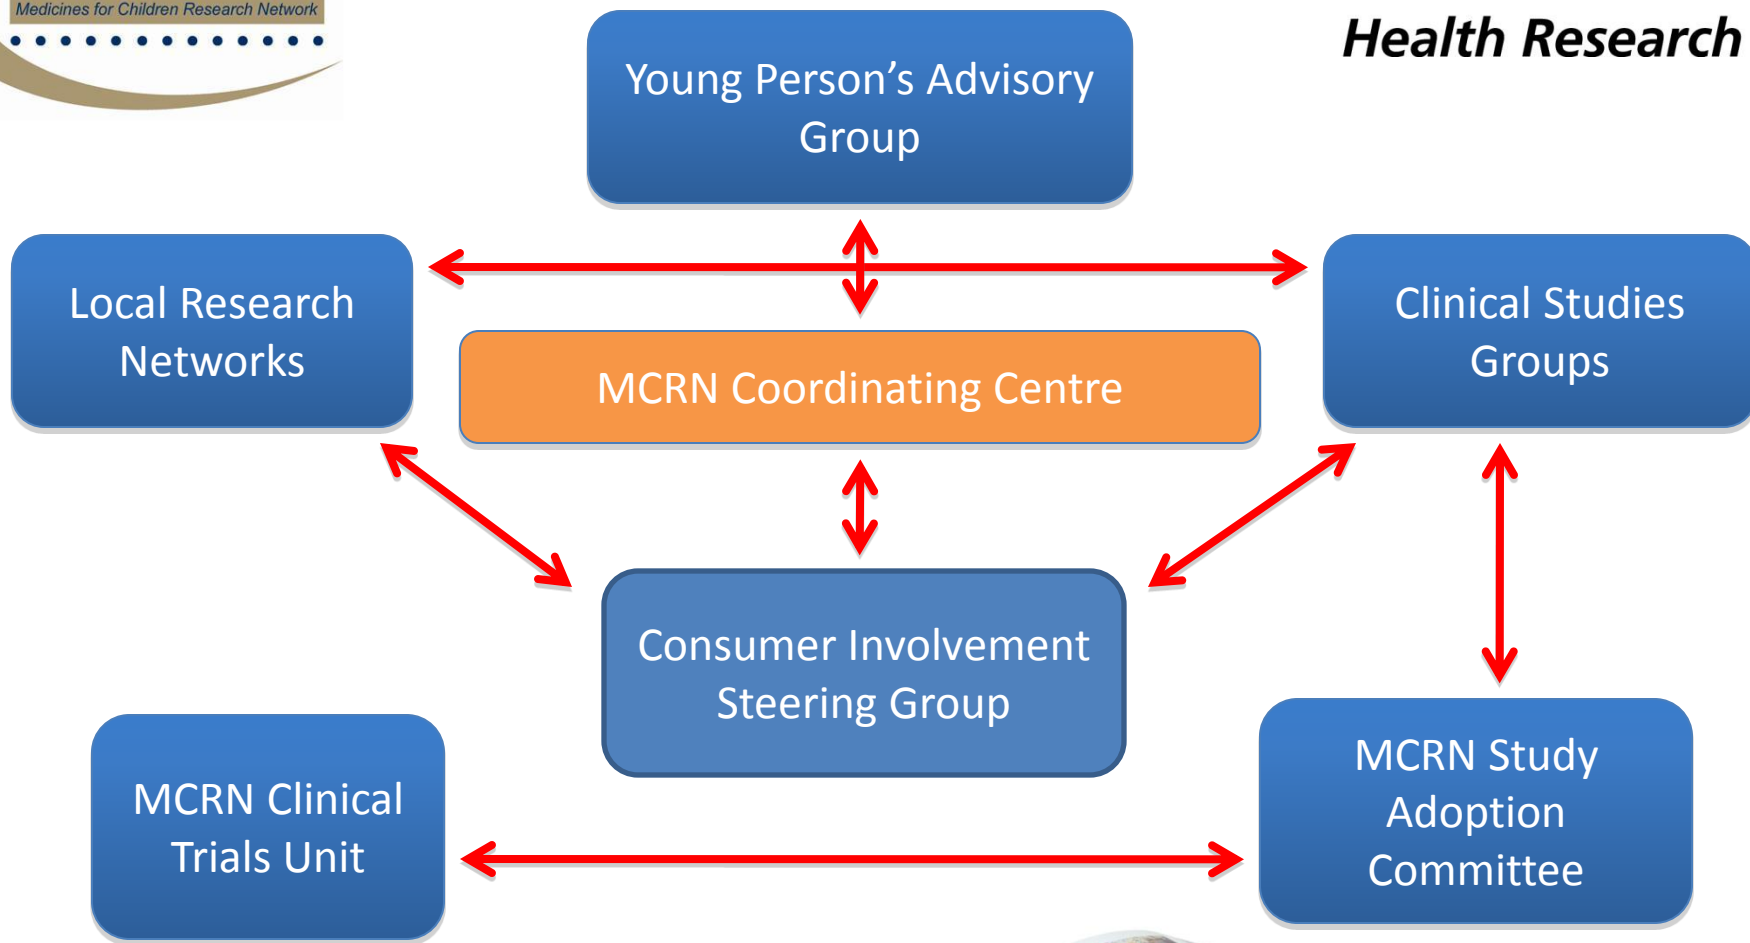 Medicines for Children Research Network
Health Research
Young Person’s Advisory
Group
Local Research
Networks
Clinical Studies
Groups
MCRN Coordinating Centre
Consumer Involvement
Steering Group
MCRN Clinical
Trials Unit
MCRN Study
Adoption
Committee